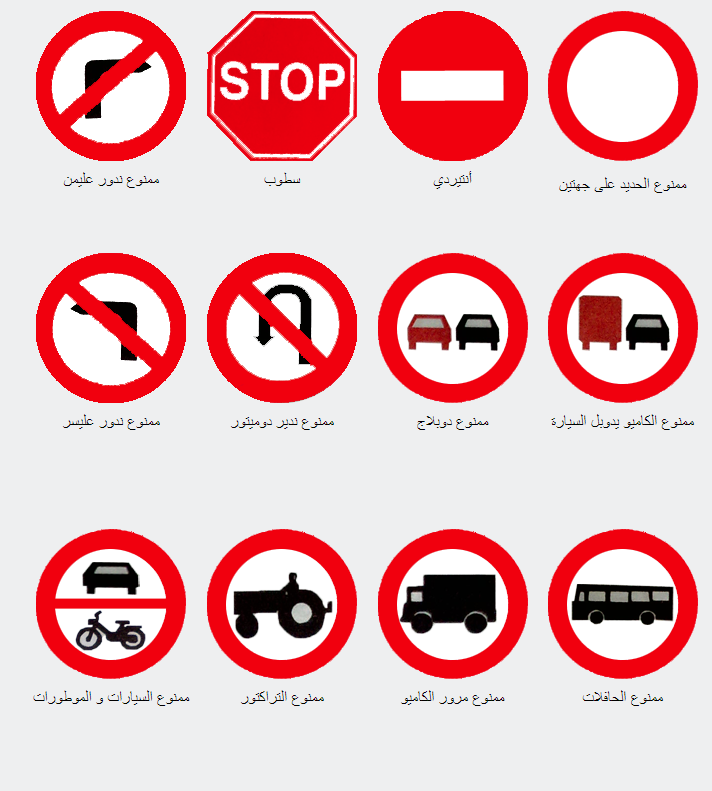 STOP
ممنوع الحديد على جهتين
أنتيردي
سطوب
ممنوع ندور عليمن
ممنوع الكاميو يدوبل السيارة
ممنوع دوبلاج
ممنوع ندير دوميتور
ممنوع ندور عليسر
ممنوع الحافلات
ممنوع مرور الكاميو
ممنوع التراكتور
ممنوع السيارات و الموطورات